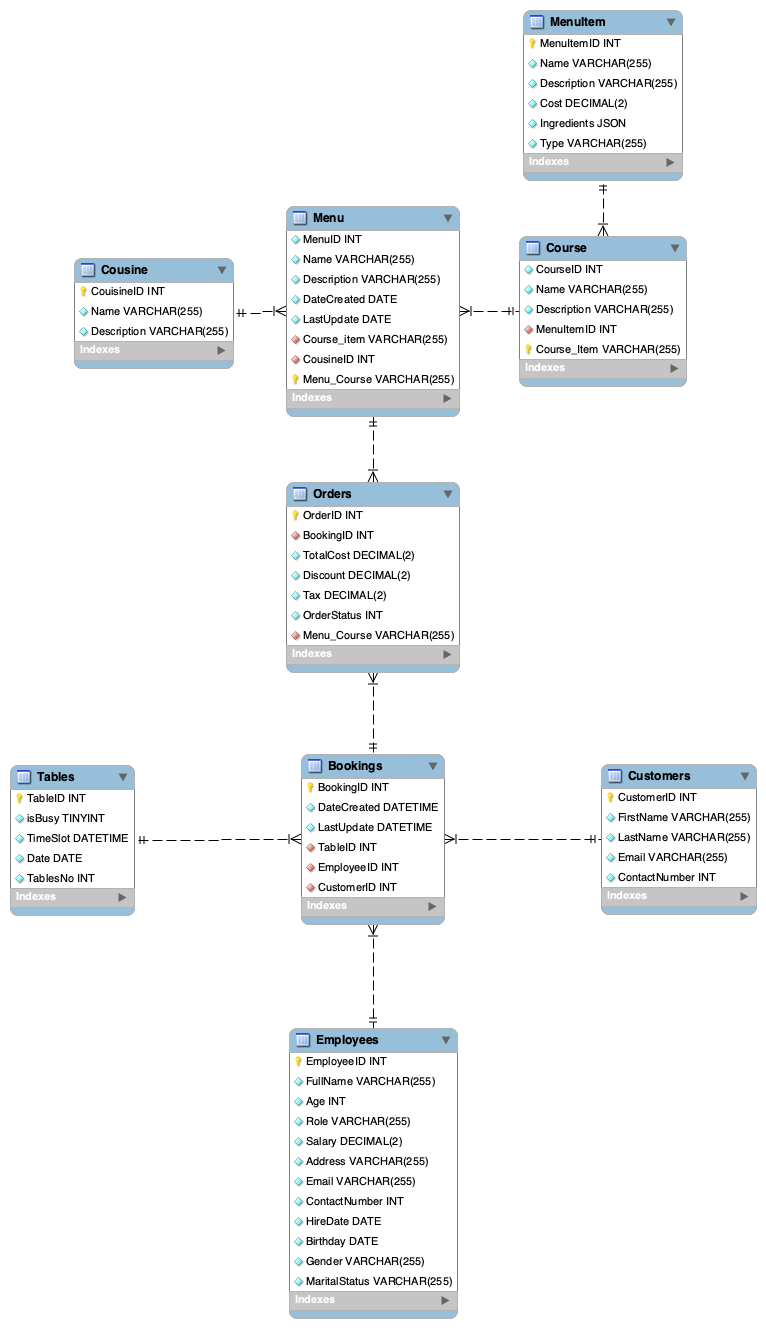 MenuItem
MenuItemID INT
Name VARCHAR(255)
Description VARCHAR(255)
Cost DECIMAL(2)
Ingredients JSON
Type VARCHAR(255)
Indexes
Menu
MenuID INT
Name VARCHAR(255)
Description VARCHAR(255)
DateCreated DATE
LastUpdate DATE
Course_item VARCHAR(255)
CousineID INT
Menu_Course VARCHAR(255)
Indexes
Cousine
CouisineID INT
Name VARCHAR(255)
Description VARCHAR(255)
Indexes
Course
CourseID INT
Name VARCHAR(255)
Description VARCHAR(255)
MenuItemID INT
Course_Item VARCHAR(255)
Indexes
Orders
OrderID INT
BookingID INT
TotalCost DECIMAL(2)
Discount DECIMAL(2)
Tax DECIMAL(2)
OrderStatus INT
Menu_Course VARCHAR(255)
Indexes
Tables
TableID INT
isBusy TINYINT
TimeSlot DATETIME
Date DATE
TablesNo INT
Indexes
Bookings
BookingID INT
DateCreated DATETIME
LastUpdate DATETIME
TableID INT
EmployeeID INT
CustomerID INT
Indexes
Customers
CustomerID INT
FirstName VARCHAR(255)
LastName VARCHAR(255)
Email VARCHAR(255)
ContactNumber INT
Indexes
Employees
EmployeeID INT
FullName VARCHAR(255)
Age INT
Role VARCHAR(255)
Salary DECIMAL(2)
Address VARCHAR(255)
Email VARCHAR(255)
ContactNumber INT
HireDate DATE
Birthday DATE
Gender VARCHAR(255)
MaritalStatus VARCHAR(255)
Indexes